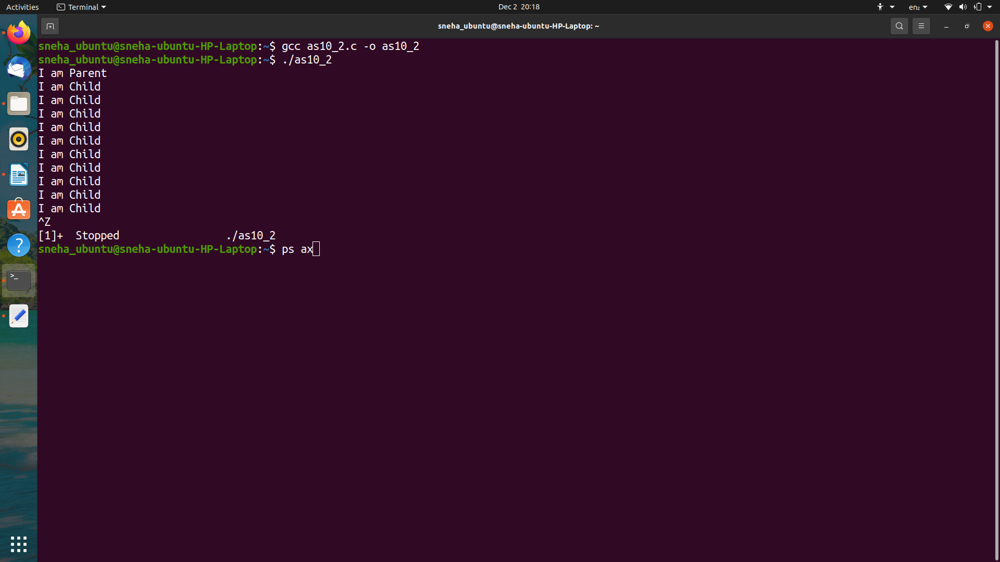 Activities
Terminal
Dec 2 20:18
en₂
sneha_ubuntu@sneha-ubuntu-HP-Laptop: ~
sneha_ubuntu@sneha-ubuntu-HP-Laptop:~$ gcc as10_2.c -o as10_2
sneha_ubuntu@sneha-ubuntu-HP-Laptop:~$ ./as10_2
I am Parent
I am Child
I am Child
I am Child
I am Child
I am Child
I am Child
I am Child
I am Child
I am Child
I am Child
^Z
[1]+  Stopped                 ./as10_2
sneha_ubuntu@sneha-ubuntu-HP-Laptop:~$ ps ax